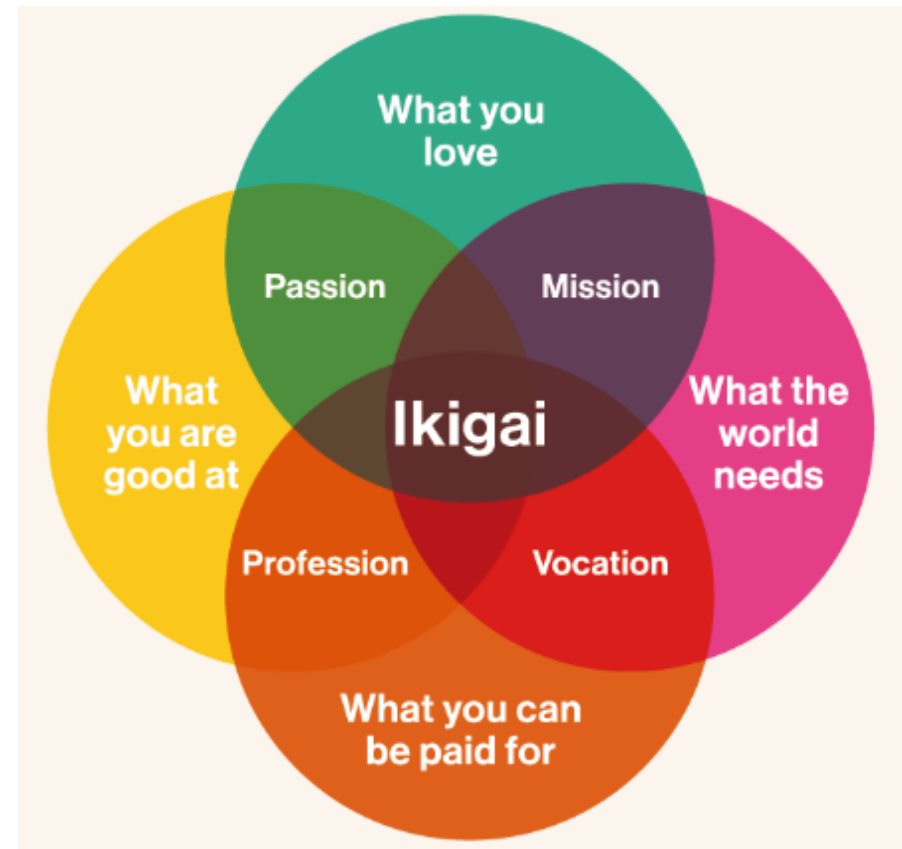 What you
love
Passion
Mission
What
you are
good at
Ikigai
What the
world
needs
Profession
Vocation
What you can
be paid for